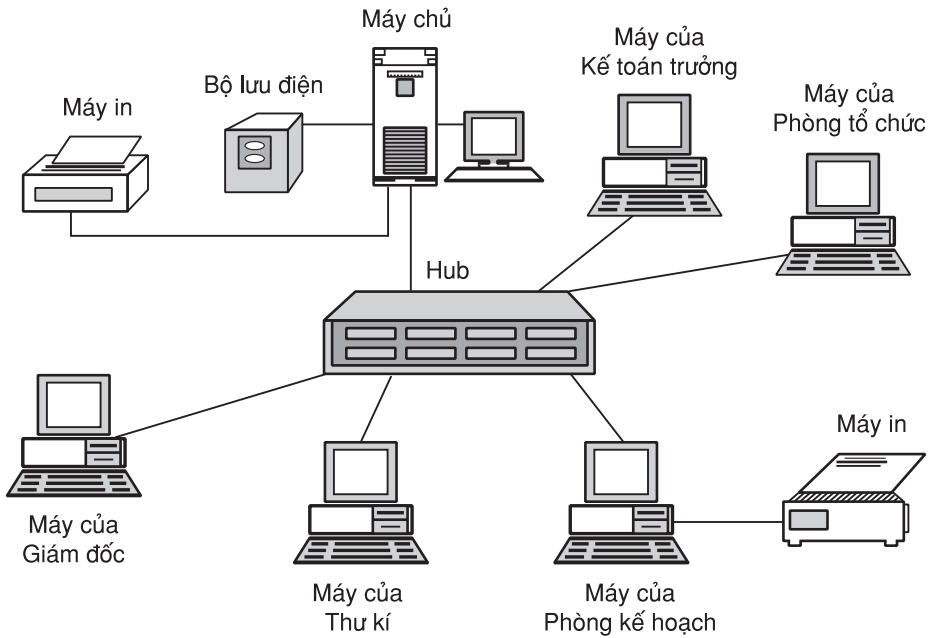 Máy chủ
Máy của
Kế toán trưởng
Bộ lưu điện
Máy in
Máy của
Phòng tổ chức
Hub
Máy in
Máy của
Giám đốc
Máy của
Thư kí
Máy của
Phòng kế hoạch